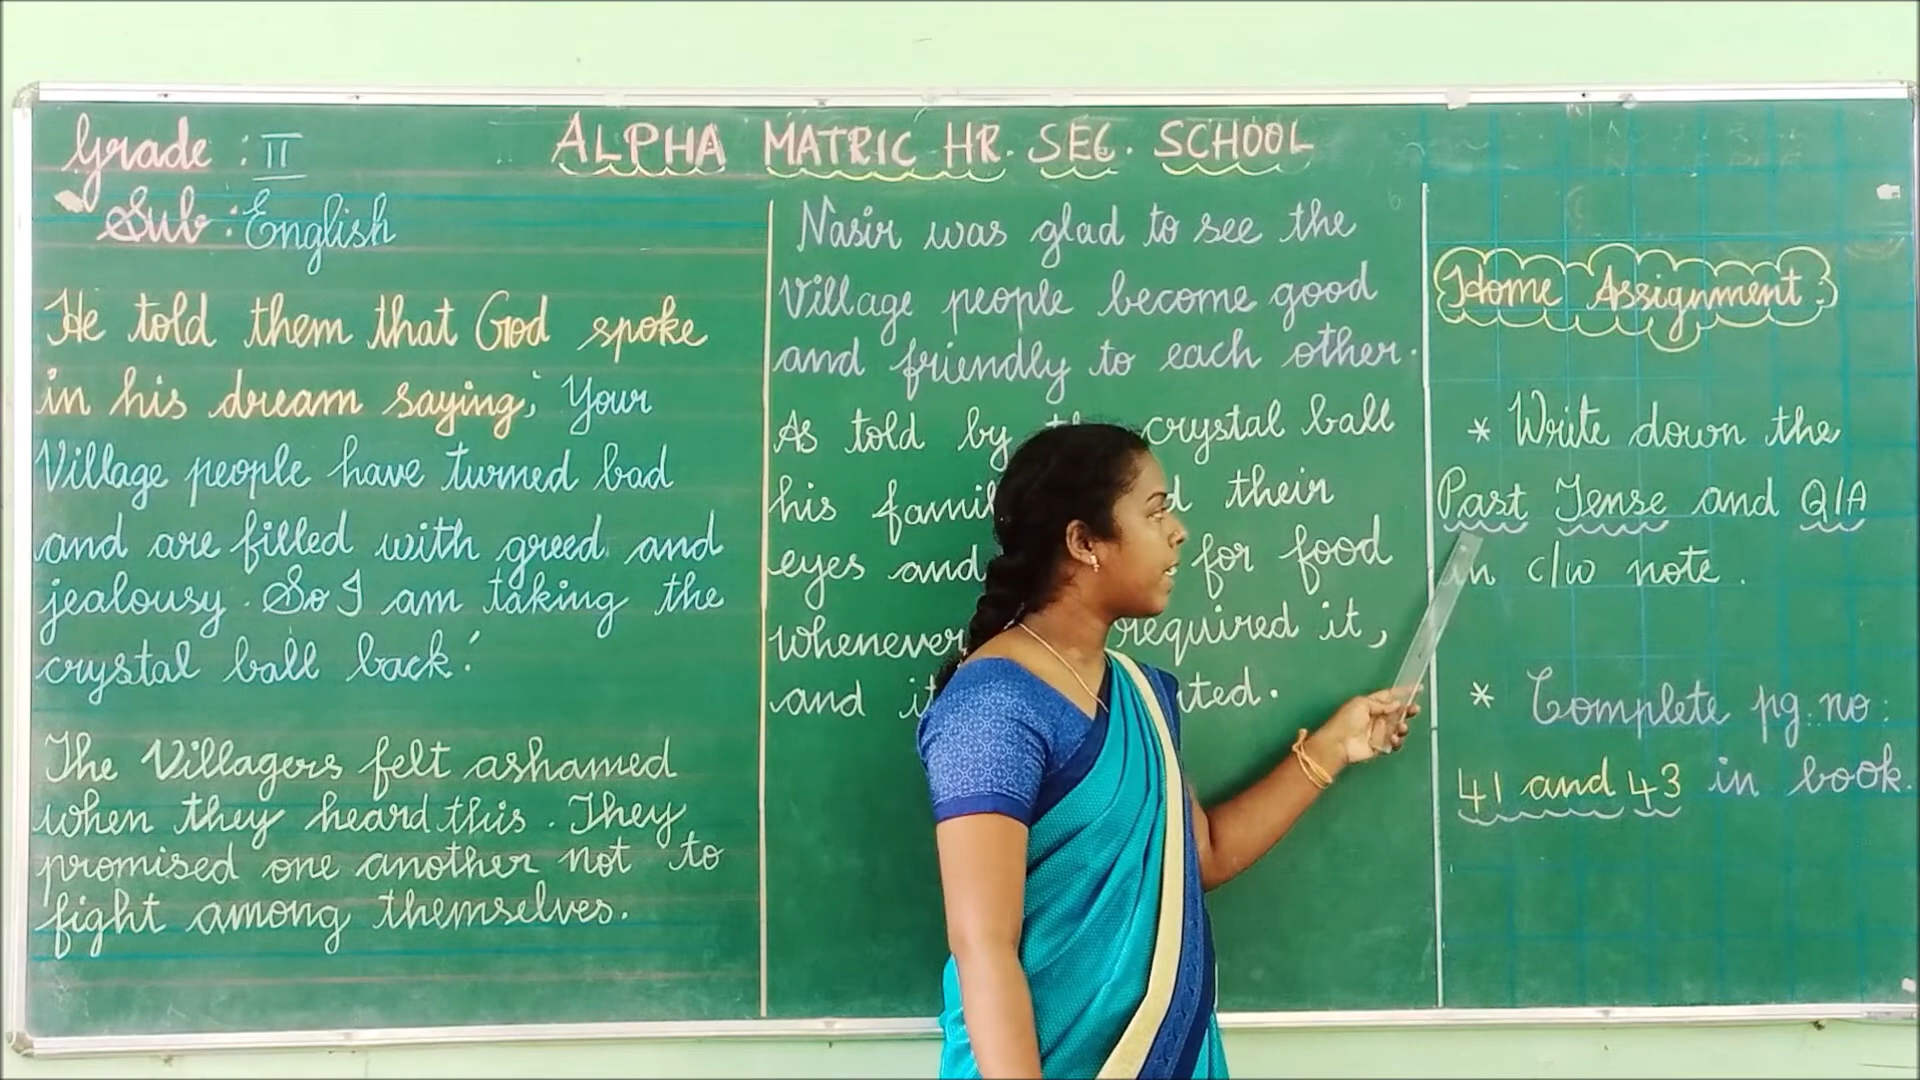 ALPHA MATRIC HR. SEC. SCHOOL
Grade : II
Sub : English
He told them that God spoke
in his dream saying; 'Your
Village people have turned bad
and are filled with greed and
jealousy. So I am taking the
crystal ball back.'
The Villagers felt ashamed
when they heard this. They
promised one another not to
fight among themselves.
Nasir was glad to see the
Village people become good
and friendly to each other.
As told by crystal ball
his their
eyes and for food
whenever required it,
and
Home Assignment:
* Write down the
Past Tense and Q/A
in c/w note.
* Complete pg. no:
41 and 43 in book.